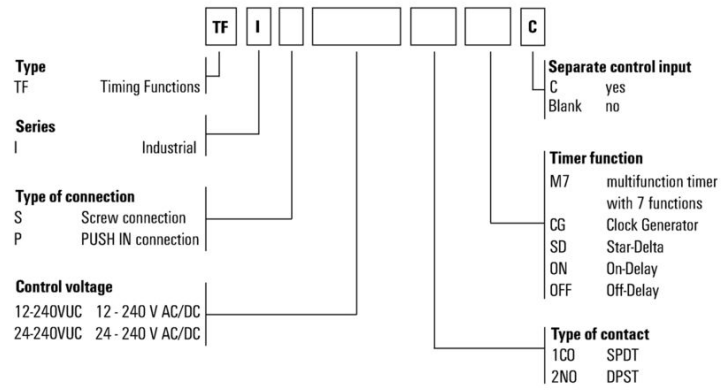 TF I C
Type
TF Timing Functions
Series
I Industrial
Type of connection
S Screw connection
P PUSH IN connection
Control voltage
12-240VUC 12 - 240 V AC/DC
24-240VUC 24 - 240 V AC/DC
Separate control input
C yes
Blank no
Timer function
M7 multifunction timer
with 7 functions
CG Clock Generator
SD Star-Delta
ON On-Delay
OFF Off-Delay
Type of contact
1CO SPDT
2NO DPST